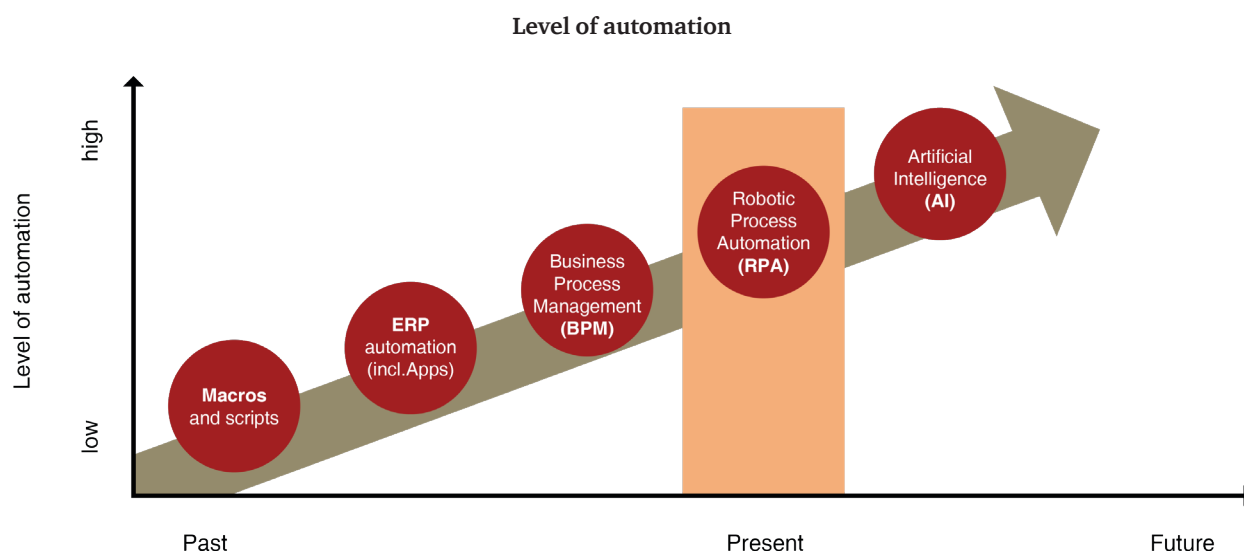 Level of automation
high
Level of automation
low
Macros
and scripts
ERP
automation
(incl.Apps)
Business
Process
Management
(BPM)
Robotic
Process
Automation
(RPA)
Artificial
Intelligence
(AI)
Past
Present
Future